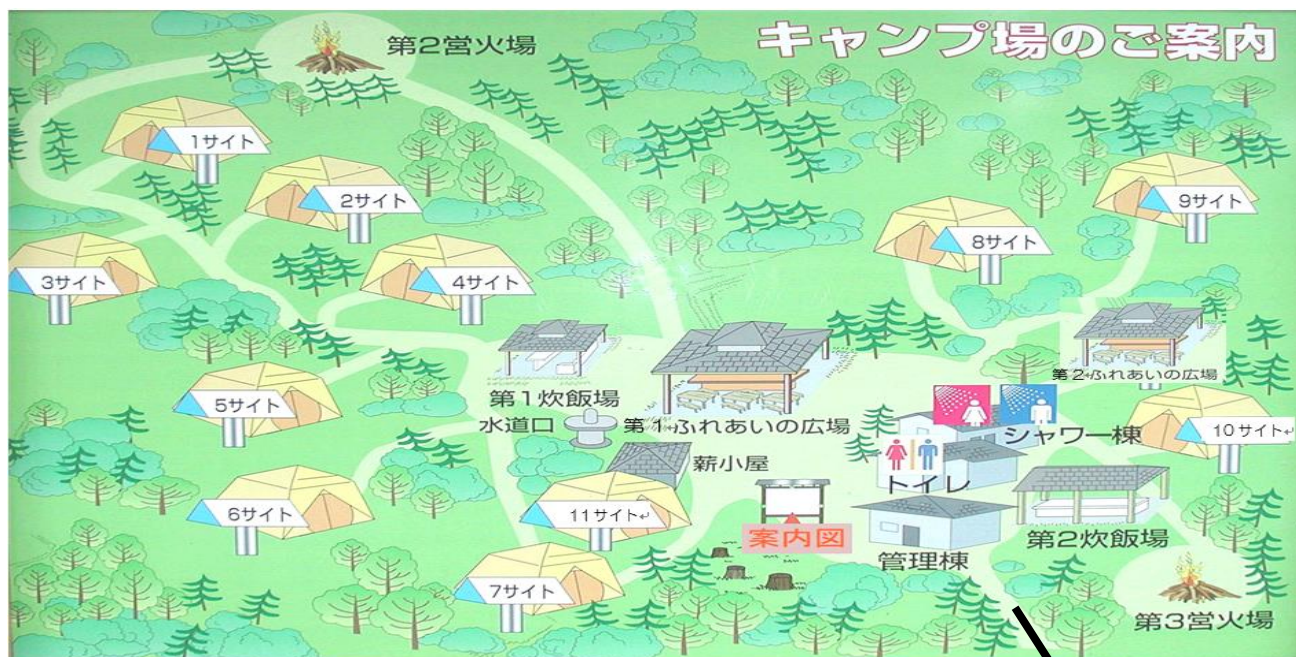 キャンプ場のご案内
第2営火場
1サイト
2サイト
9サイト
8サイト
3サイト
4サイト
第2ふれあいの広場
第1炊飯場
5サイト
水道口
第1ふれあいの広場
シャワー棟
10サイト
薪小屋
トイレ
6サイト
11サイト
案内図
管理棟
第2炊飯場
7サイト
第3営火場